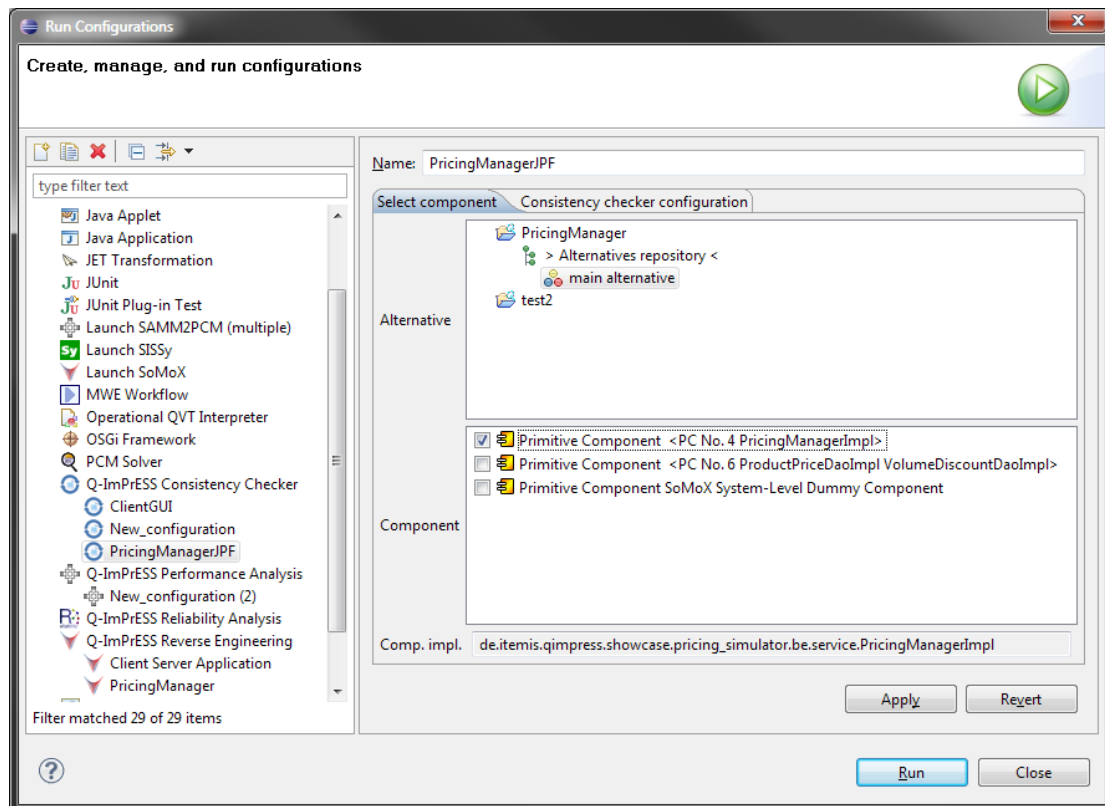 Run Configurations
Create, manage, and run configurations
type filter text
Java Applet
Java Application
JET Transformation
JUnit
JUnit Plug-in Test
Launch SAMM2PCM (multiple)
Launch SISSy
Launch SoMoX
MWE Workflow
Operational QVT Interpreter
OSGi Framework
PCM Solver
Q-ImPrESS Consistency Checker
ClientGUI
New_configuration
PricingManagerJPF
Q-ImPrESS Performance Analysis
New_configuration (2)
Q-ImPrESS Reliability Analysis
Q-ImPrESS Reverse Engineering
Client Server Application
PricingManager
Filter matched 29 of 29 items
Name: PricingManagerJPF
Select component Consistency checker configuration
Alternative
PricingManager
> Alternatives repository <
main alternative
test2
Component
Primitive Component <PC No. 4 PricingManagerImpl>
Primitive Component <PC No. 6 ProductPriceDaoImpl VolumeDiscountDaoImpl>
Primitive Component SoMoX System-Level Dummy Component
Comp. impl. de.itemis.qimpress.showcase.pricing_simulator.be.service.PricingManagerImpl
Apply Revert
Run Close